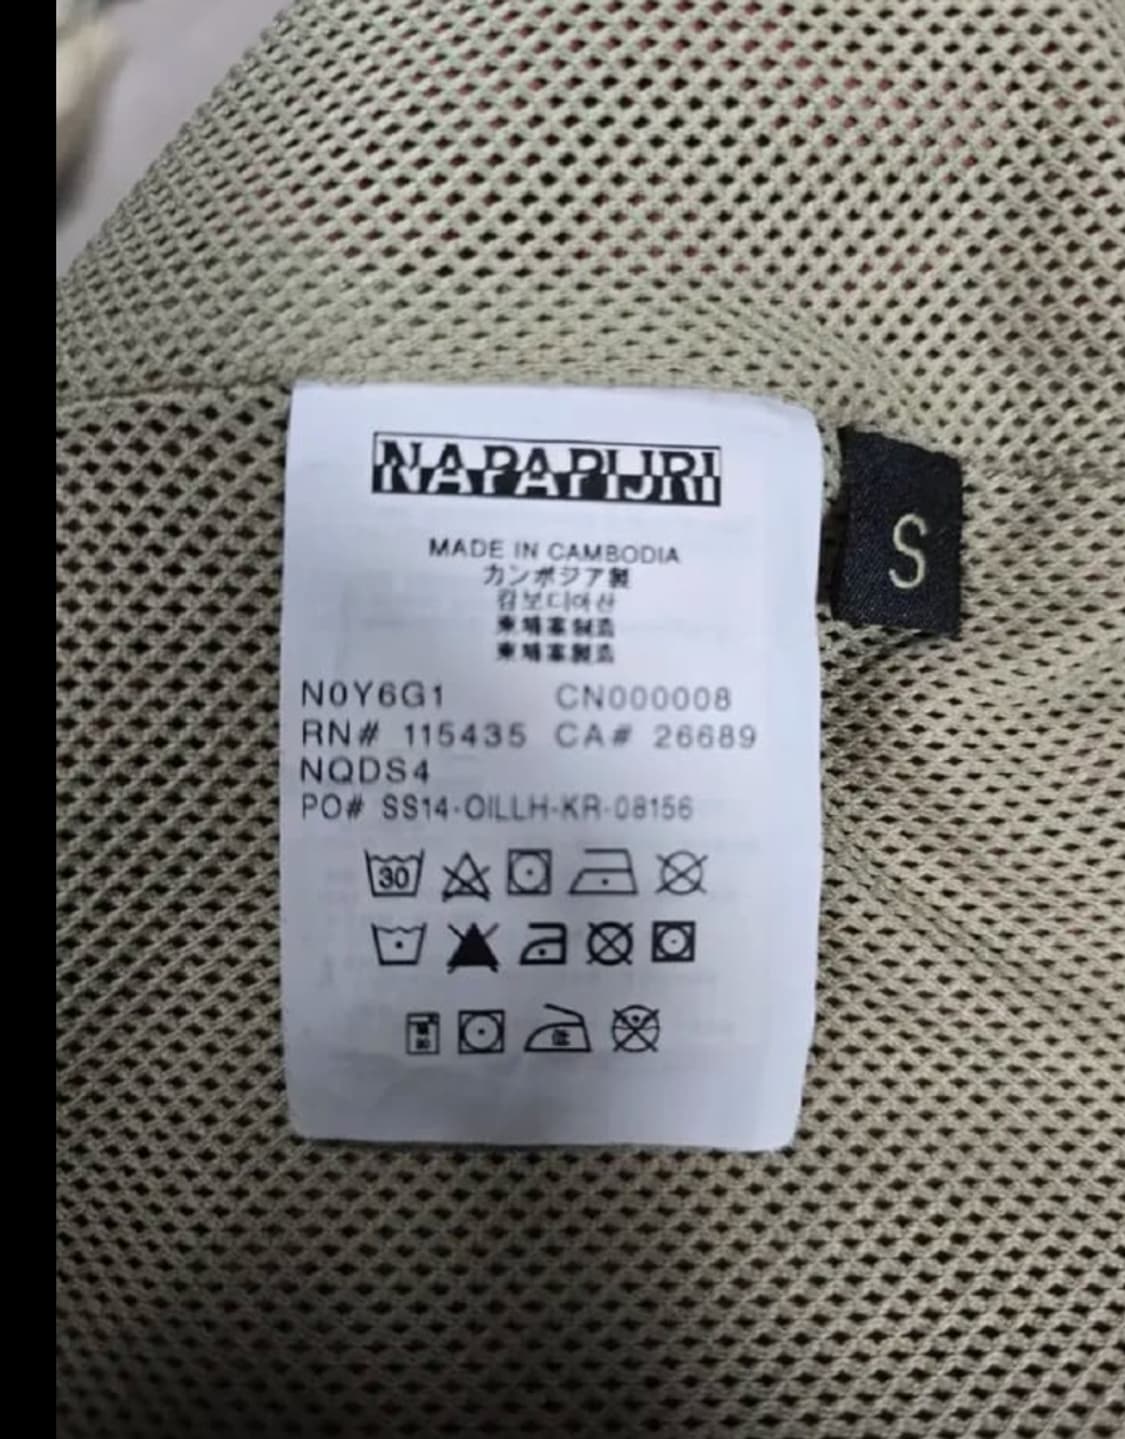 NAPAPIJRI
MADE IN CAMBODIA
カンボジア製
캄보디아산
柬埔寨制造
柬埔寨製造
N0Y6G1 CN000008
RN# 115435 CA# 26689
NQDS4
PO# SS14-OILLH-KR-08156
30
S